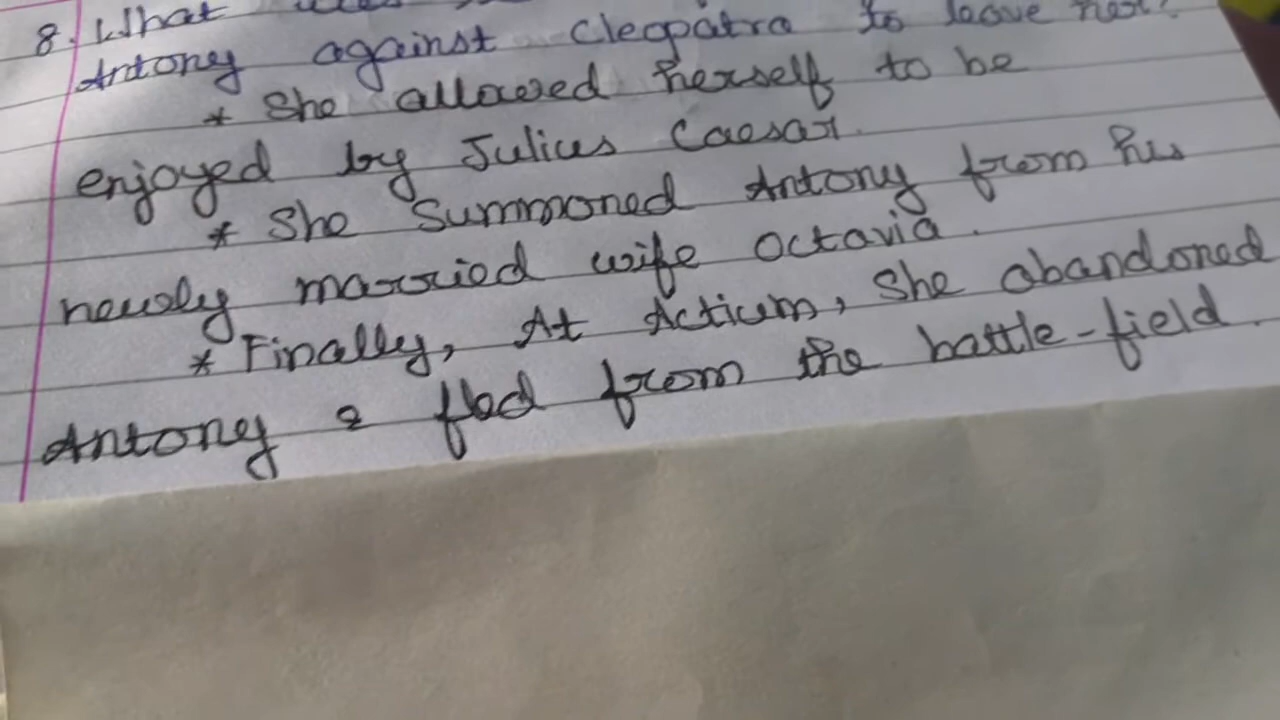 8. What
Antony against Cleopatra to leave her?
* She allowed herself to be
enjoyed by Julius Caesar.
* She summoned Antony from his
newly married wife Octavia.
* Finally, At Actium, She abandoned
Antony & fled from the battle-field.